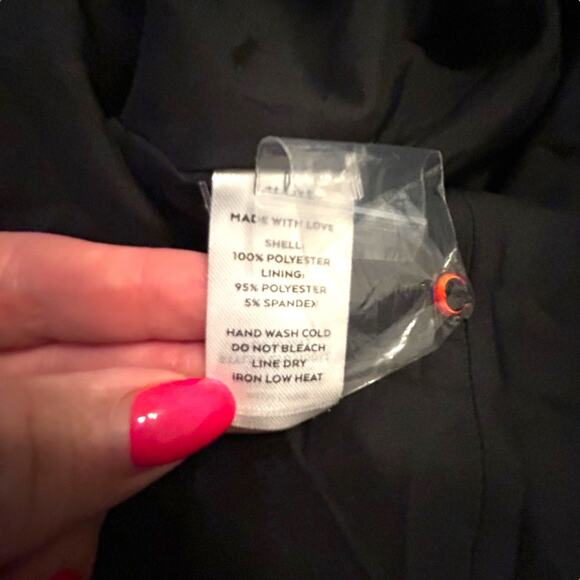 MADE WITH LOVE
SHELL:
100% POLYESTER
LINING:
95% POLYESTER
5% SPANDEX
HAND WASH COLD
DO NOT BLEACH
LINE DRY
IRON LOW HEAT